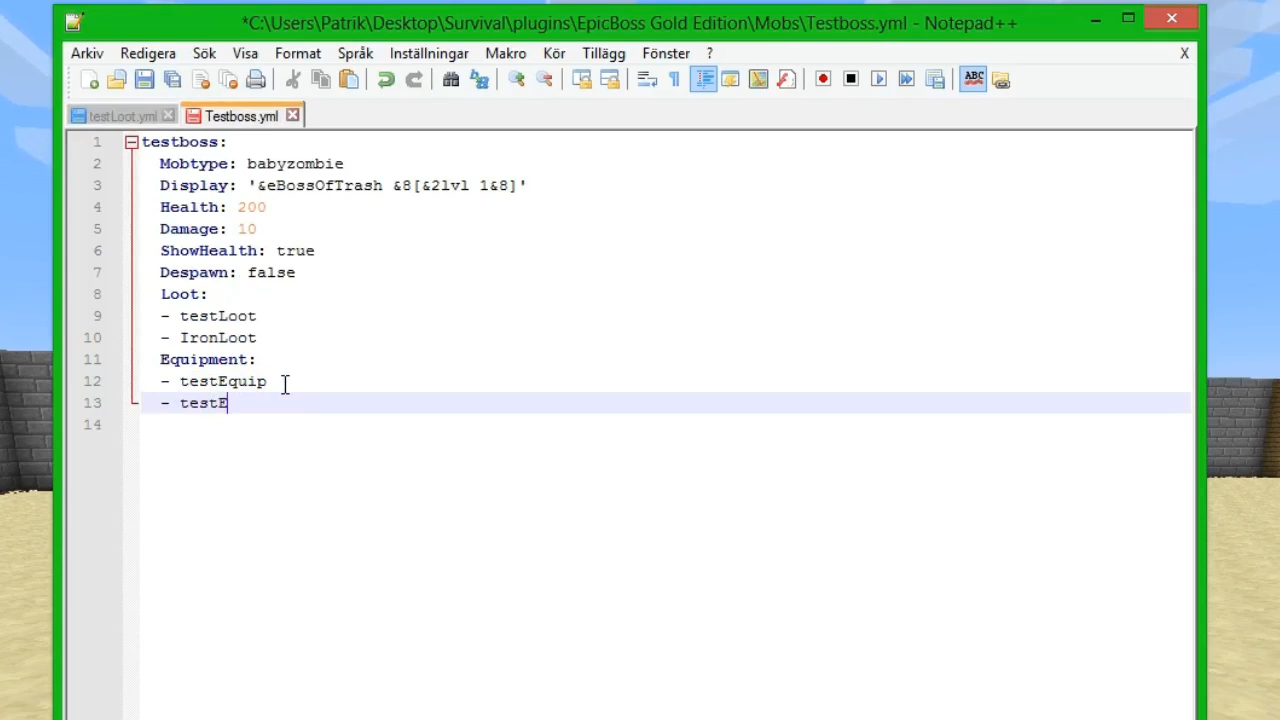 *C:\Users\Patrik\Desktop\Survival\plugins\EpicBoss Gold Edition\Mobs\Testboss.yml - Notepad++
Arkiv Redigera Sök Visa Format Språk Inställningar Makro Kör Tillägg Fönster ? X
testLoot.yml Testboss.yml
1 testboss:
2 Mobtype: babyzombie
3 Display: '&eBossOfTrash &8[&2lvl 1&8]'
4 Health: 200
5 Damage: 10
6 ShowHealth: true
7 Despawn: false
8 Loot:
9 - testLoot
10 - IronLoot
11 Equipment:
12 - testEquip
13 - testE
14